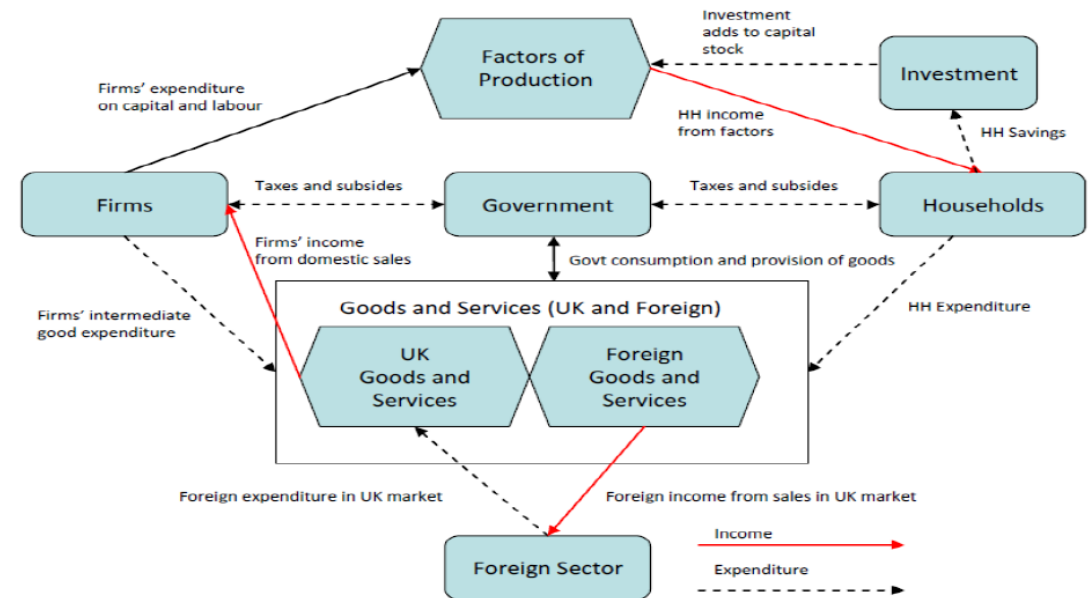 Investment
adds to capital
stock
Factors of
Production
Investment
Firms' expenditure
on capital and labour
HH income
from factors
HH Savings
Firms
Taxes and subsides
Government
Taxes and subsides
Households
Firms' income
from domestic sales
Govt consumption and provision of goods
Firms' intermediate
good expenditure
Goods and Services (UK and Foreign)
HH Expenditure
UK
Goods and
Services
Foreign
Goods and
Services
Foreign expenditure in UK market
Foreign income from sales in UK market
Income
Foreign Sector
Expenditure